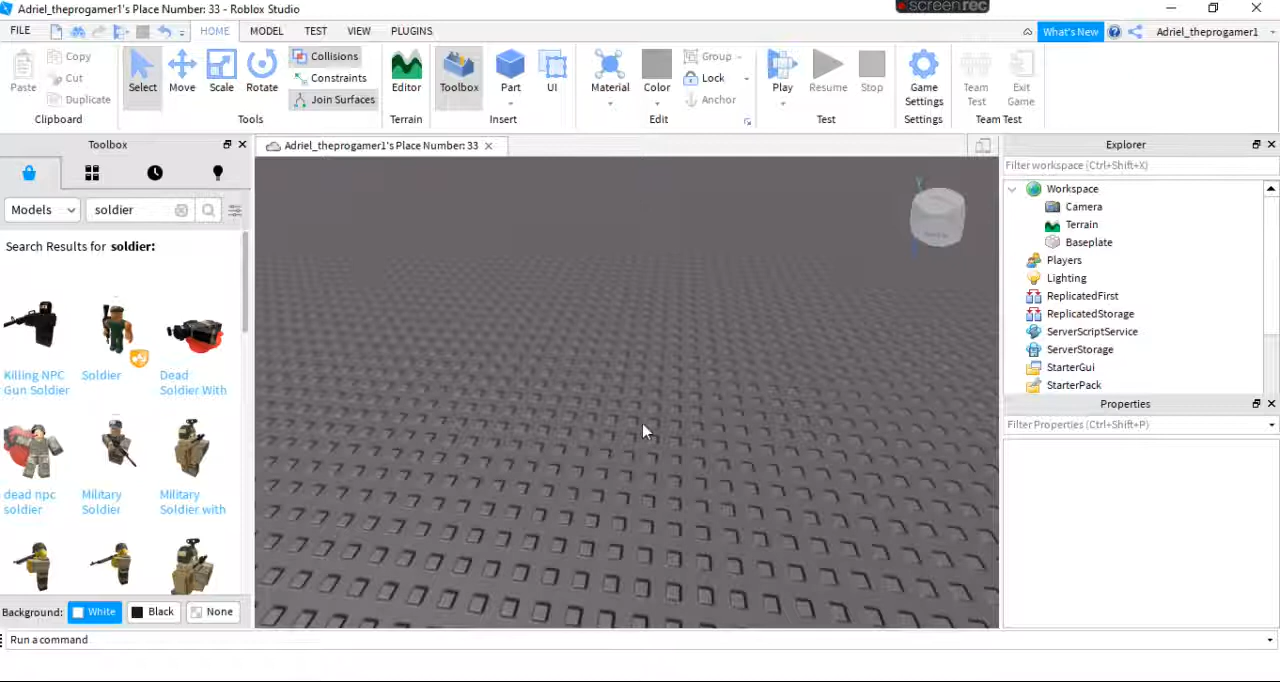 Adriel_theprogamer1's Place Number: 33 - Roblox Studio
screenrec
FILE HOME MODEL TEST VIEW PLUGINS What's New Adriel_theprogamer1
Paste Copy Cut Duplicate
Clipboard
Select Move Scale Rotate Collisions Constraints Join Surfaces
Tools
Editor
Terrain
Toolbox Part UI
Insert
Material Color Group Lock Anchor
Edit
Play Resume Stop
Test
Game Settings
Settings
Team Test Exit Game
Team Test
Toolbox
Adriel_theprogamer1's Place Number: 33
Models soldier
Search Results for soldier:
Killing NPC Gun Soldier
Soldier
Dead Soldier With
dead npc soldier
Military Soldier
Military Soldier with
Background: White Black None
Run a command
Explorer
Filter workspace (Ctrl+Shift+X)
Workspace
Camera
Terrain
Baseplate
Players
Lighting
ReplicatedFirst
ReplicatedStorage
ServerScriptService
ServerStorage
StarterGui
StarterPack
Properties
Filter Properties (Ctrl+Shift+P)